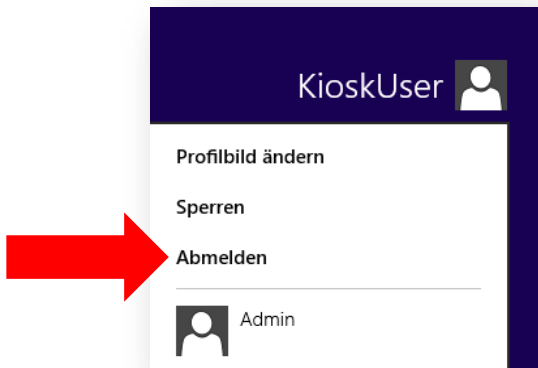 KioskUser
Profilbild ändern
Sperren
Abmelden
Admin